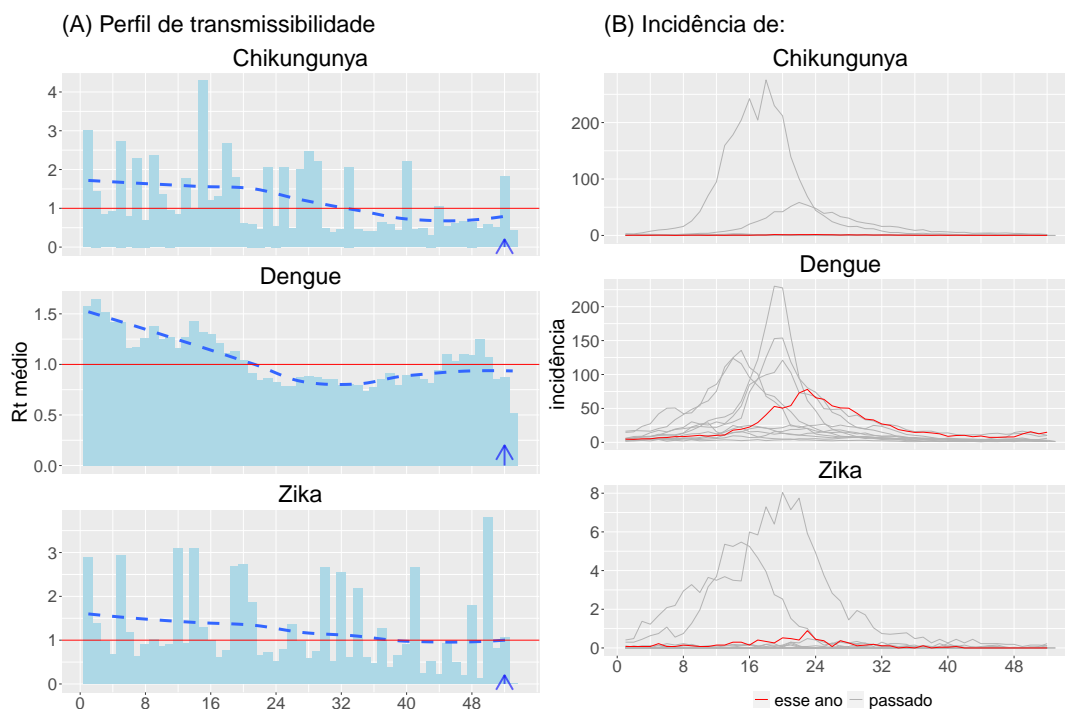 (A) Perfil de transmissibilidade
Chikungunya
4
3
2
1
0
Dengue
1.5
1.0
0.5
0.0
Rt médio
Zika
3
2
1
0
0 8 16 24 32 40 48
(B) Incidência de:
Chikungunya
200
100
0
Dengue
200
150
100
50
0
incidência
Zika
8
6
4
2
0
0 8 16 24 32 40 48
esse ano passado